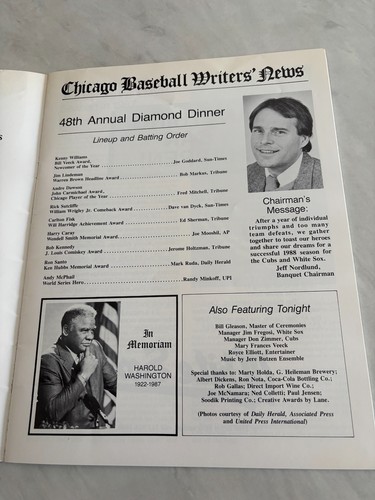 s
Chicago Baseball Writers' News
48th Annual Diamond Dinner
Lineup and Batting Order
Kenny Williams
Bill Veeck Award,
Newcomer of the Year ........ Joe Goddard, Sun-Times
Jim Lindeman
Warren Brown Headline Award ........ Bob Markus, Tribune
Andre Dawson
John Carmichael Award,
Chicago Player of the Year ........ Fred Mitchell, Tribune
Rick Sutcliffe
William Wrigley Jr. Comeback Award ........ Dave van Dyck, Sun-Times
Carlton Fisk
Will Harridge Achievement Award ........ Ed Sherman, Tribune
Harry Caray
Wendell Smith Memorial Award ........ Joe Mooshil, AP
Bob Kennedy
J. Louis Comiskey Award ........ Jerome Holtzman, Tribune
Ron Santo
Ken Hubbs Memorial Award ........ Mark Ruda, Daily Herald
Andy McPhail
World Series Hero ........ Randy Minkoff, UPI
Chairman's
Message:
After a year of individual
triumphs and too many
team defeats, we gather
together to toast our heroes
and share our dreams for a
successful 1988 season for
the Cubs and White Sox.
Jeff Nordlund,
Banquet Chairman
In
Memoriam
HAROLD
WASHINGTON
1922-1987
Also Featuring Tonight
Bill Gleason, Master of Ceremonies
Manager Jim Fregosi, White Sox
Manager Don Zimmer, Cubs
Mary Frances Veeck
Royce Elliott, Entertainer
Music by Jen Butzen Ensemble
Special thanks to: Marty Holda, G. Heileman Brewery;
Albert Dickens, Ron Nota, Coca-Cola Bottling Co.;
Rob Gallas; Direct Import Wine Co.;
Joe McNamara; Ned Colletti; Paul Jensen;
Soodik Printing Co.; Creative Awards by Lane.
(Photos courtesy of Daily Herald, Associated Press
and United Press International)